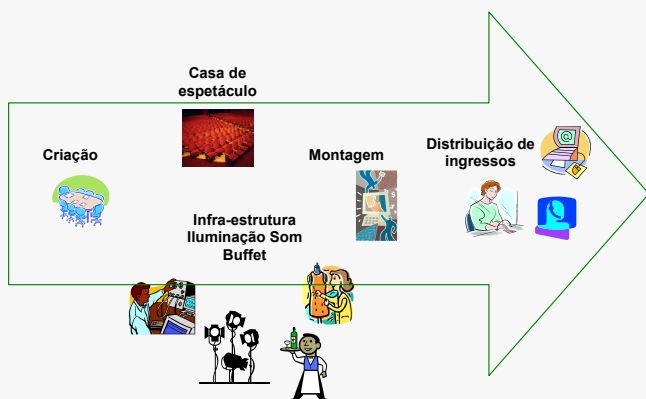 Casa de
espetáculo
Criação
Montagem
Distribuição de
ingressos
Infra-estrutura
Iluminação Som
Buffet
@
$